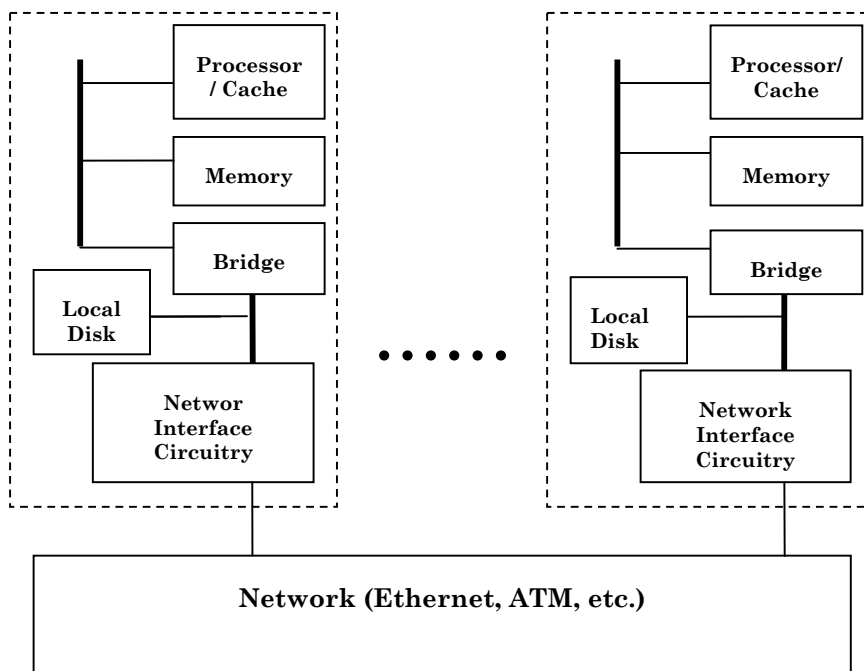 Processor
/ Cache
Memory
Bridge
Local
Disk
Networ
Interface
Circuitry
Processor/
Cache
Memory
Bridge
Local
Disk
Network
Interface
Circuitry
Network (Ethernet, ATM, etc.)